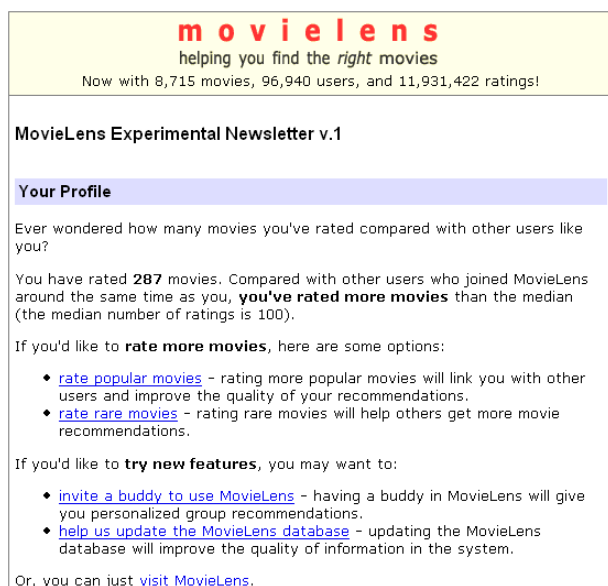 movielens
helping you find the right movies
Now with 8,715 movies, 96,940 users, and 11,931,422 ratings!
MovieLens Experimental Newsletter v.1
Your Profile
Ever wondered how many movies you've rated compared with other users like
you?
You have rated 287 movies. Compared with other users who joined MovieLens
around the same time as you, you've rated more movies than the median
(the median number of ratings is 100).
If you'd like to rate more movies, here are some options:
• rate popular movies - rating more popular movies will link you with other
users and improve the quality of your recommendations.
• rate rare movies - rating rare movies will help others get more movie
recommendations.
If you'd like to try new features, you may want to:
• invite a buddy to use MovieLens - having a buddy in MovieLens will give
you personalized group recommendations.
• help us update the MovieLens database - updating the MovieLens
database will improve the quality of information in the system.
Or, you can just visit MovieLens.